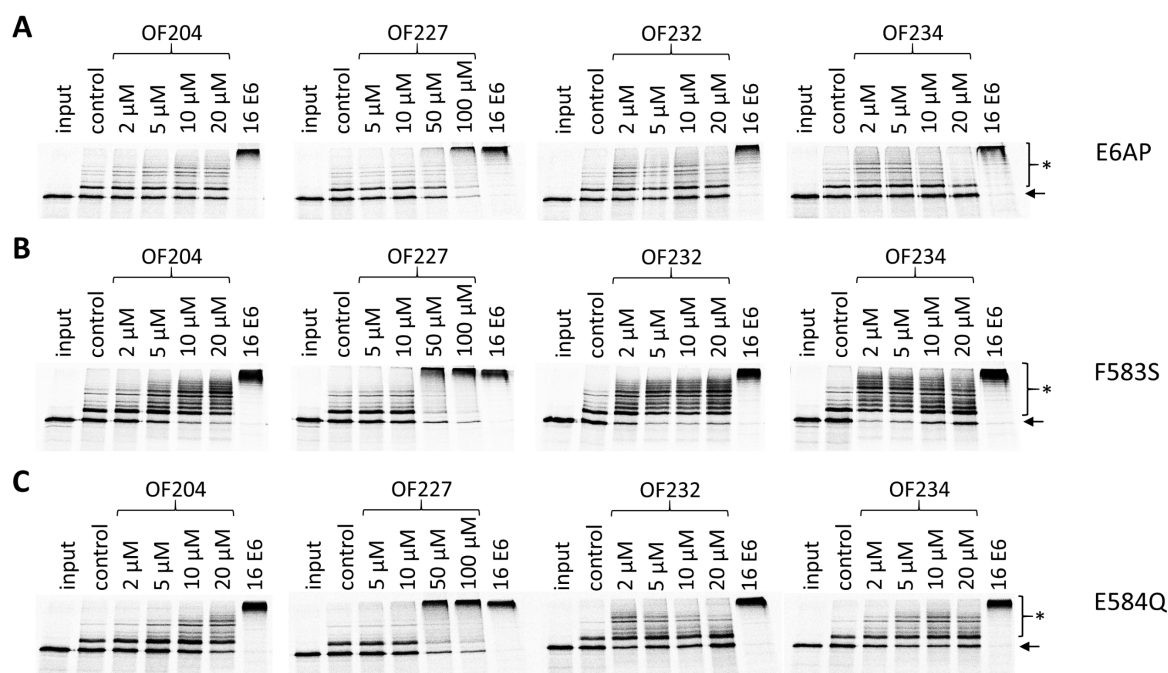 A
OF204 OF227 OF232 OF234
input control 2 µM 5 µM 10 µM 20 µM 16 E6 input control 5 µM 10 µM 50 µM 100 µM 16 E6 input control 2 µM 5 µM 10 µM 20 µM 16 E6 input control 2 µM 5 µM 10 µM 20 µM 16 E6
* E6AP
B
OF204 OF227 OF232 OF234
input control 2 µM 5 µM 10 µM 20 µM 16 E6 input control 5 µM 10 µM 50 µM 100 µM 16 E6 input control 2 µM 5 µM 10 µM 20 µM 16 E6 input control 2 µM 5 µM 10 µM 20 µM 16 E6
* F583S
C
OF204 OF227 OF232 OF234
input control 2 µM 5 µM 10 µM 20 µM 16 E6 input control 5 µM 10 µM 50 µM 100 µM 16 E6 input control 2 µM 5 µM 10 µM 20 µM 16 E6 input control 2 µM 5 µM 10 µM 20 µM 16 E6
* E584Q